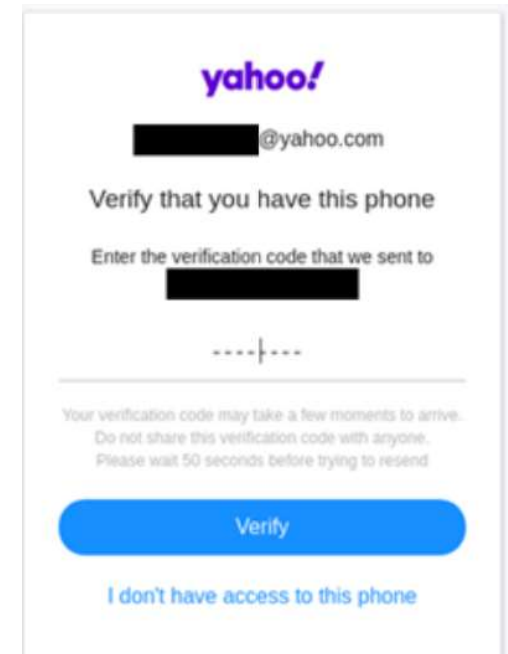 yahoo!
@yahoo.com
Verify that you have this phone
Enter the verification code that we sent to
-------
Your verification code may take a few moments to arrive.
Do not share this verification code with anyone.
Please wait 50 seconds before trying to resend
Verify
I don't have access to this phone